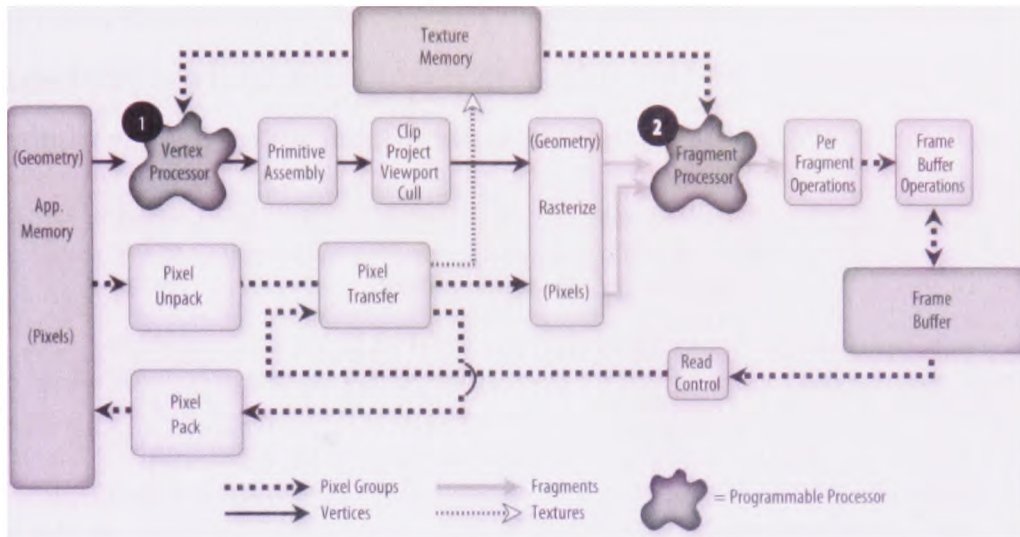 Texture
Memory
1
2
(Geometry)
App.
Memory
(Pixels)
Vertex
Processor
Primitive
Assembly
Clip
Project
Viewport
Cull
(Geometry)
Rasterize
(Pixels)
Fragment
Processor
Per
Fragment
Operations
Frame
Buffer
Operations
Pixel
Unpack
Pixel
Transfer
Frame
Buffer
Read
Control
Pixel
Pack
Pixel Groups
Vertices
Fragments
Textures
= Programmable Processor